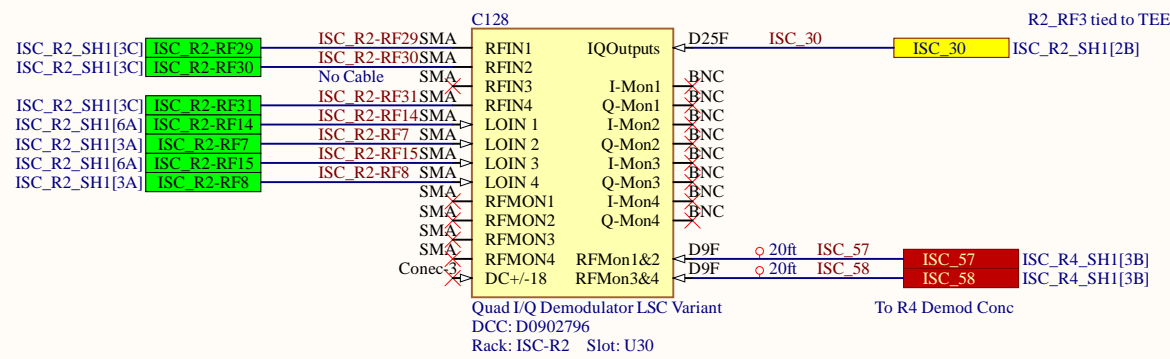 C128
R2_RF3 tied to TEE
ISC_R2_SH1[3C] ISC_R2-RF29 ISC_R2-RF29 SMA RFIN1 IQOutputs D25F ISC_30 ISC_30 ISC_R2_SH1[2B]
ISC_R2_SH1[3C] ISC_R2-RF30 ISC_R2-RF30 SMA RFIN2
No Cable SMA RFIN3 I-Mon1 BNC
ISC_R2_SH1[3C] ISC_R2-RF31 ISC_R2-RF31 SMA RFIN4 Q-Mon1 BNC
ISC_R2_SH1[6A] ISC_R2-RF14 ISC_R2-RF14 SMA LOIN 1 I-Mon2 BNC
ISC_R2_SH1[3A] ISC_R2-RF7 ISC_R2-RF7 SMA LOIN 2 Q-Mon2 BNC
ISC_R2_SH1[6A] ISC_R2-RF15 ISC_R2-RF15 SMA LOIN 3 I-Mon3 BNC
ISC_R2_SH1[3A] ISC_R2-RF8 ISC_R2-RF8 SMA LOIN 4 Q-Mon3 BNC
SMA RFMON1 I-Mon4 BNC
SMA RFMON2 Q-Mon4 BNC
SMA RFMON3
SMA RFMON4 RFMon1&2 D9F 20ft ISC_57 ISC_57 ISC_R4_SH1[3B]
Conec-3 DC+/-18 RFMon3&4 D9F 20ft ISC_58 ISC_58 ISC_R4_SH1[3B]
Quad I/Q Demodulator LSC Variant
To R4 Demod Conc
DCC: D0902796
Rack: ISC-R2 Slot: U30